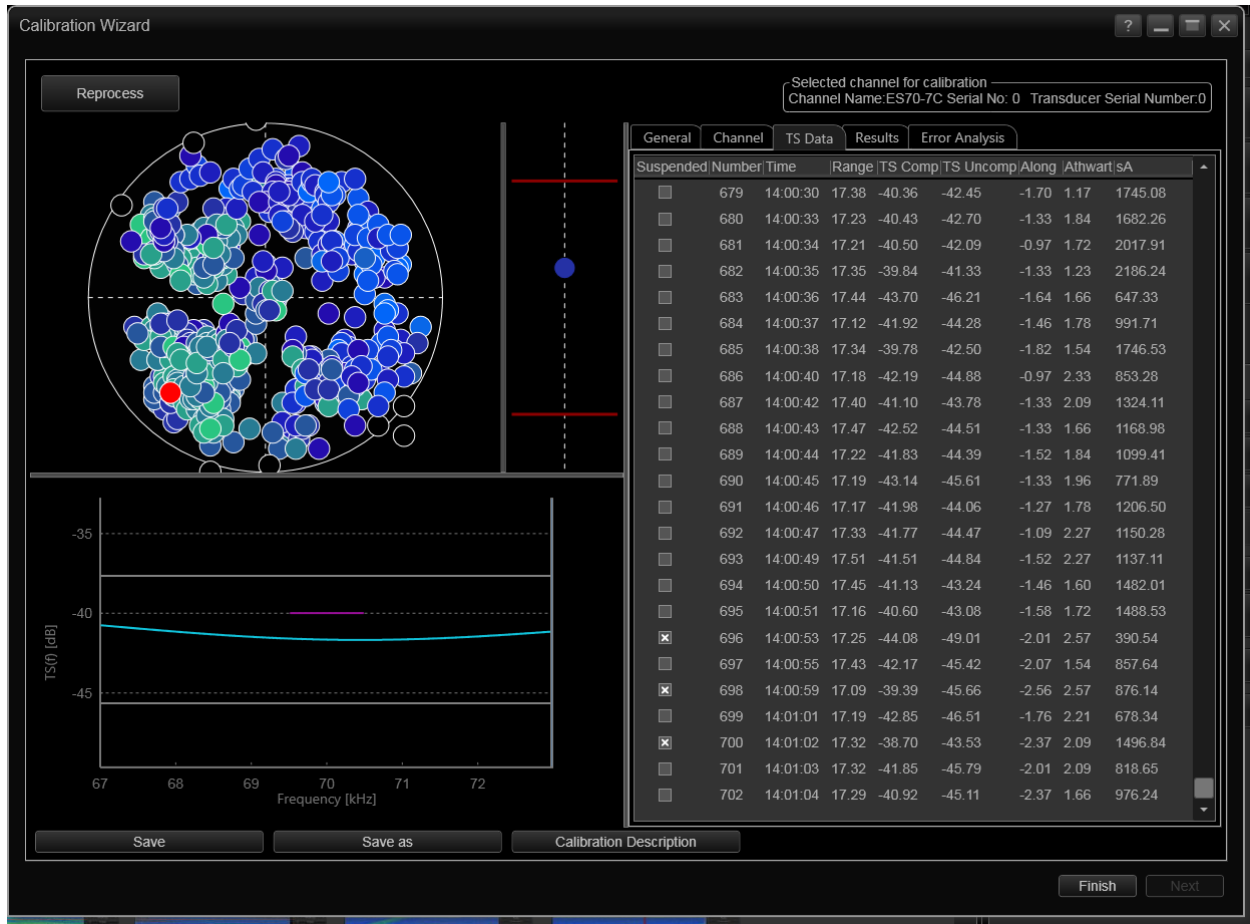 Calibration Wizard
?
Reprocess
Selected channel for calibration
Channel Name:ES70-7C Serial No: 0 Transducer Serial Number:0
General Channel TS Data Results Error Analysis
Suspended Number Time Range TS Comp TS Uncomp Along Athwart sA
679 14:00:30 17.38 -40.36 -42.45 -1.70 1.17 1745.08
680 14:00:33 17.23 -40.43 -42.70 -1.33 1.84 1682.26
681 14:00:34 17.21 -40.50 -42.09 -0.97 1.72 2017.91
682 14:00:35 17.35 -39.84 -41.33 -1.33 1.23 2186.24
683 14:00:36 17.44 -43.70 -46.21 -1.64 1.66 647.33
684 14:00:37 17.12 -41.92 -44.28 -1.46 1.78 991.71
685 14:00:38 17.34 -39.78 -42.50 -1.82 1.54 1746.53
686 14:00:40 17.18 -42.19 -44.88 -0.97 2.33 853.28
687 14:00:42 17.40 -41.10 -43.78 -1.33 2.09 1324.11
688 14:00:43 17.47 -42.52 -44.51 -1.33 1.66 1168.98
689 14:00:44 17.22 -41.83 -44.39 -1.52 1.84 1099.41
690 14:00:45 17.19 -43.14 -45.61 -1.33 1.96 771.89
691 14:00:46 17.17 -41.98 -44.06 -1.27 1.78 1206.50
692 14:00:47 17.33 -41.77 -44.47 -1.09 2.27 1150.28
693 14:00:49 17.51 -41.51 -44.84 -1.52 2.27 1137.11
694 14:00:50 17.45 -41.13 -43.24 -1.46 1.60 1482.01
695 14:00:51 17.16 -40.60 -43.08 -1.58 1.72 1488.53
696 14:00:53 17.25 -44.08 -49.01 -2.01 2.57 390.54
697 14:00:55 17.43 -42.17 -45.42 -2.07 1.54 857.64
698 14:00:59 17.09 -39.39 -45.66 -2.56 2.57 876.14
699 14:01:01 17.19 -42.85 -46.51 -1.76 2.21 678.34
700 14:01:02 17.32 -38.70 -43.53 -2.37 2.09 1496.84
701 14:01:03 17.32 -41.85 -45.79 -2.01 2.09 818.65
702 14:01:04 17.29 -40.92 -45.11 -2.37 1.66 976.24
-35
-40
-45
TS(f) [dB]
67 68 69 70 71 72
Frequency [kHz]
Save Save as Calibration Description
Finish Next